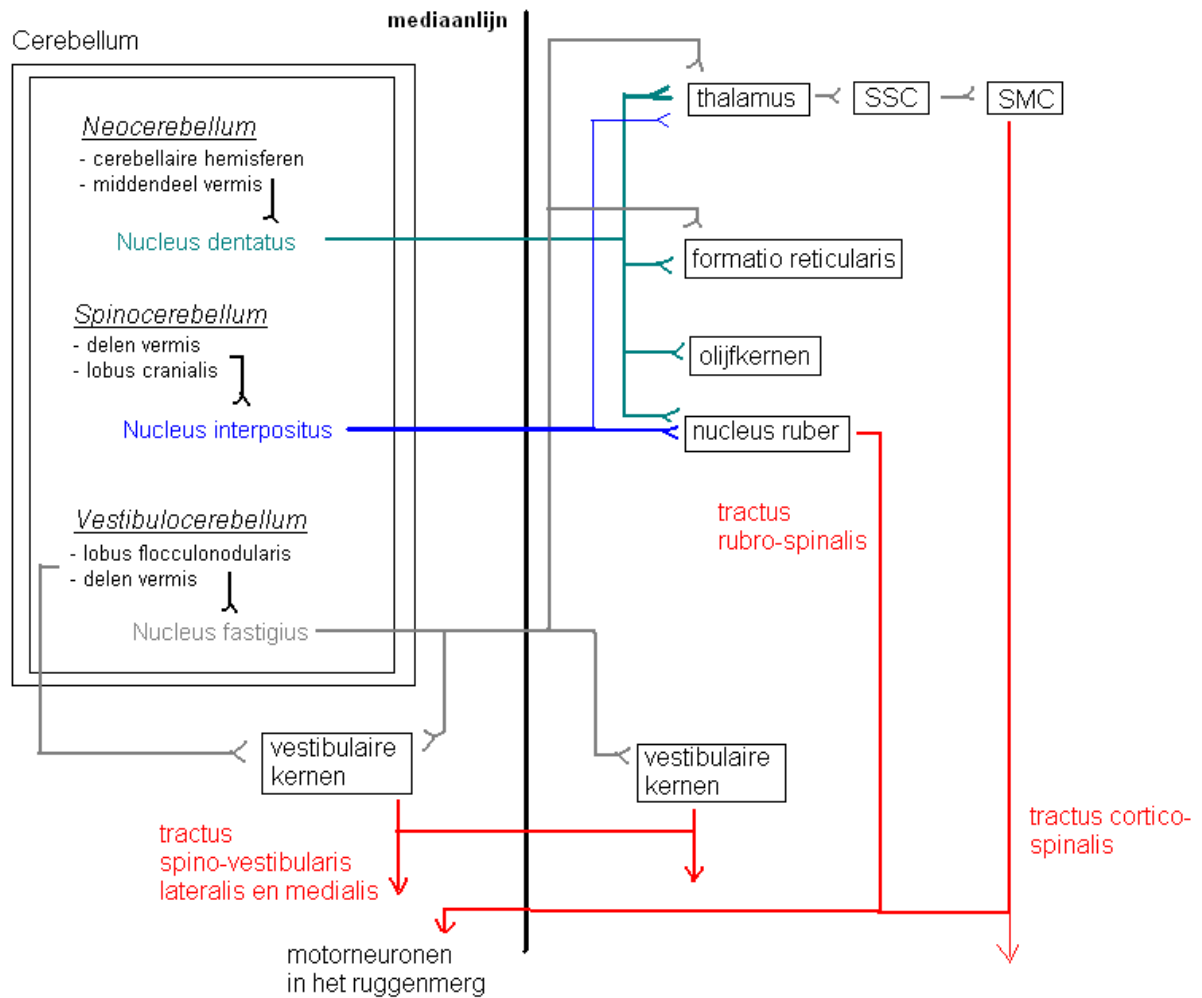 mediaanlijn
Cerebellum
Neocerebellum
- cerebellaire hemisferen
- middendeel vermis
Nucleus dentatus
Spinocerebellum
- delen vermis
- lobus cranialis
Nucleus interpositus
Vestibulocerebellum
- lobus flocculonodularis
- delen vermis
Nucleus fastigius
thalamus
SSC
SMC
formatio reticularis
olijfkernen
nucleus ruber
tractus
rubro-spinalis
vestibulaire
kernen
vestibulaire
kernen
tractus
spino-vestibularis
lateralis en medialis
tractus cortico-
spinalis
motorneuronen
in het ruggenmerg